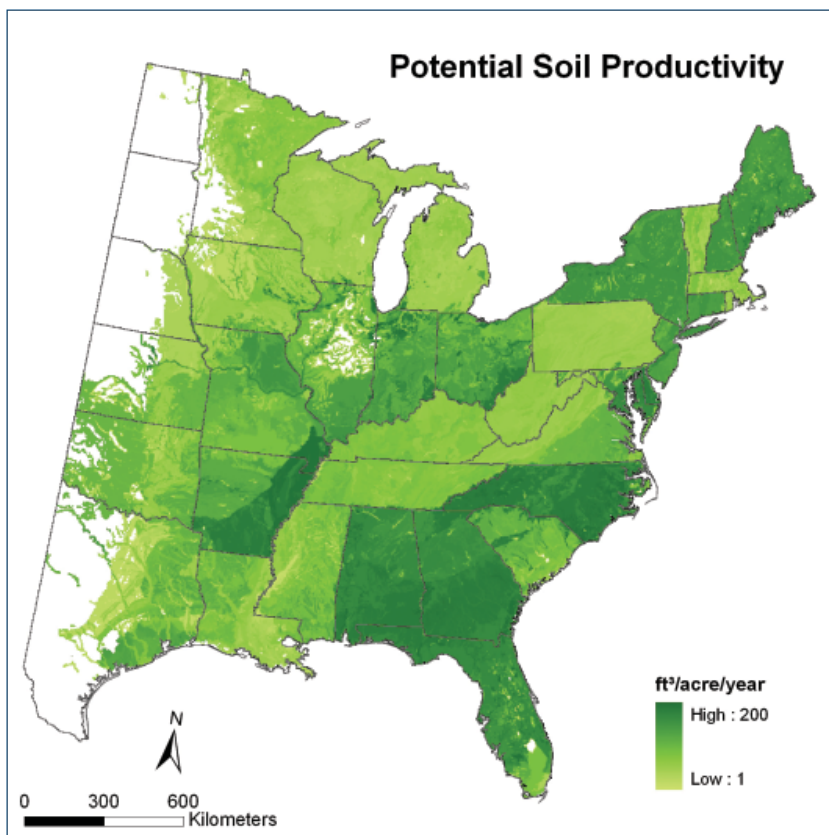 Potential Soil Productivity
ft³/acre/year
High : 200
Low : 1
N
0 300 600
Kilometers